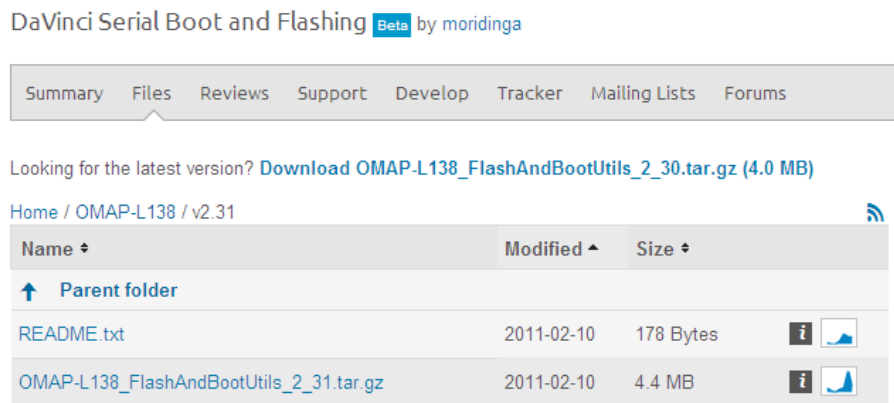 DaVinci Serial Boot and Flashing Beta by moridinga
Summary Files Reviews Support Develop Tracker Mailing Lists Forums
Looking for the latest version? Download OMAP-L138_FlashAndBootUtils_2_30.tar.gz (4.0 MB)
Home / OMAP-L138 / v2.31
Name Modified Size
Parent folder
README.txt 2011-02-10 178 Bytes i
OMAP-L138_FlashAndBootUtils_2_31.tar.gz 2011-02-10 4.4 MB i